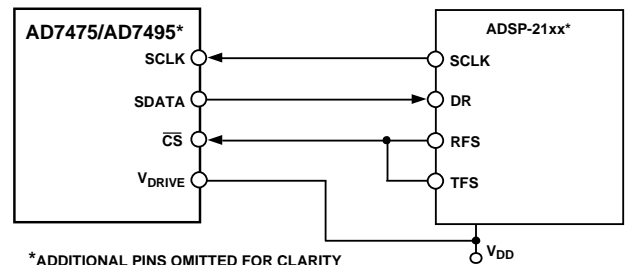 AD7475/AD7495*
SCLK
SDATA
CS
VDRIVE
ADSP-21xx*
SCLK
DR
RFS
TFS
VDD
*ADDITIONAL PINS OMITTED FOR CLARITY